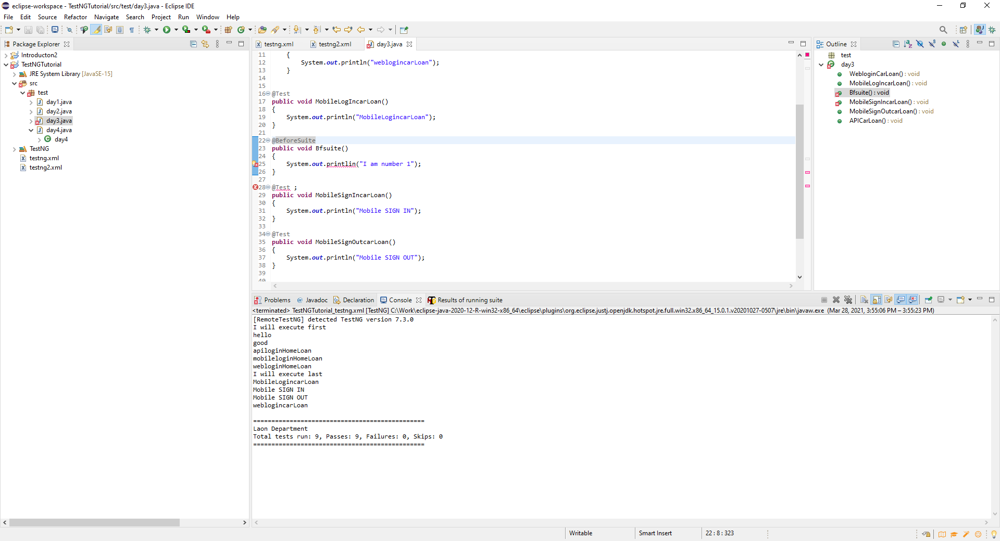 eclipse-workspace - TestNGTutorial/src/test/day3.java - Eclipse IDE
File Edit Source Refactor Navigate Search Project Run Window Help
Package Explorer
Introducton2
TestNGTutorial
JRE System Library [JavaSE-15]
src
test
day1.java
day2.java
day3.java
day4.java
day4
TestNG
testng.xml
testng2.xml
testng.xml testng2.xml day3.java
11 {
12 System.out.println("weblogincarLoan");
13 }
14
15
16 @Test
17 public void MobileLogIncarLoan()
18 {
19 System.out.println("MobileLogincarLoan");
20 }
21
22 @BeforeSuite
23 public void Bfsuite()
24 {
25 System.out.printlin("I am number 1");
26 }
27
28 @Test ;
29 public void MobileSignIncarLoan()
30 {
31 System.out.println("Mobile SIGN IN");
32 }
33
34 @Test
35 public void MobileSignOutcarLoan()
36 {
37 System.out.println("Mobile SIGN OUT");
38 }
39
40
Outline
test
day3
WebloginCarLoan() : void
MobileLogIncarLoan() : void
Bfsuite() : void
MobileSignIncarLoan() : void
MobileSignOutcarLoan() : void
APICarLoan() : void
Problems @ Javadoc Declaration Console Results of running suite
<terminated> TestNGTutorial_testng.xml [TestNG] C:\Work\eclipse-java-2020-12-R-win32-x86_64\eclipse\plugins\org.eclipse.justj.openjdk.hotspot.jre.full.win32.x86_64_15.0.1.v20201027-0507\jre\bin\javaw.exe (Mar 28, 2021, 3:55:06 PM – 3:55:23 PM)
[RemoteTestNG] detected TestNG version 7.3.0
I will execute first
hello
good
apiloginHomeLoan
mobileloginHomeLoan
webloginHomeLoan
I will execute last
MobileLogincarLoan
Mobile SIGN IN
Mobile SIGN OUT
weblogincarLoan
===============================================
Laon Department
Total tests run: 9, Passes: 9, Failures: 0, Skips: 0
===============================================
Writable Smart Insert 22 : 8 : 323